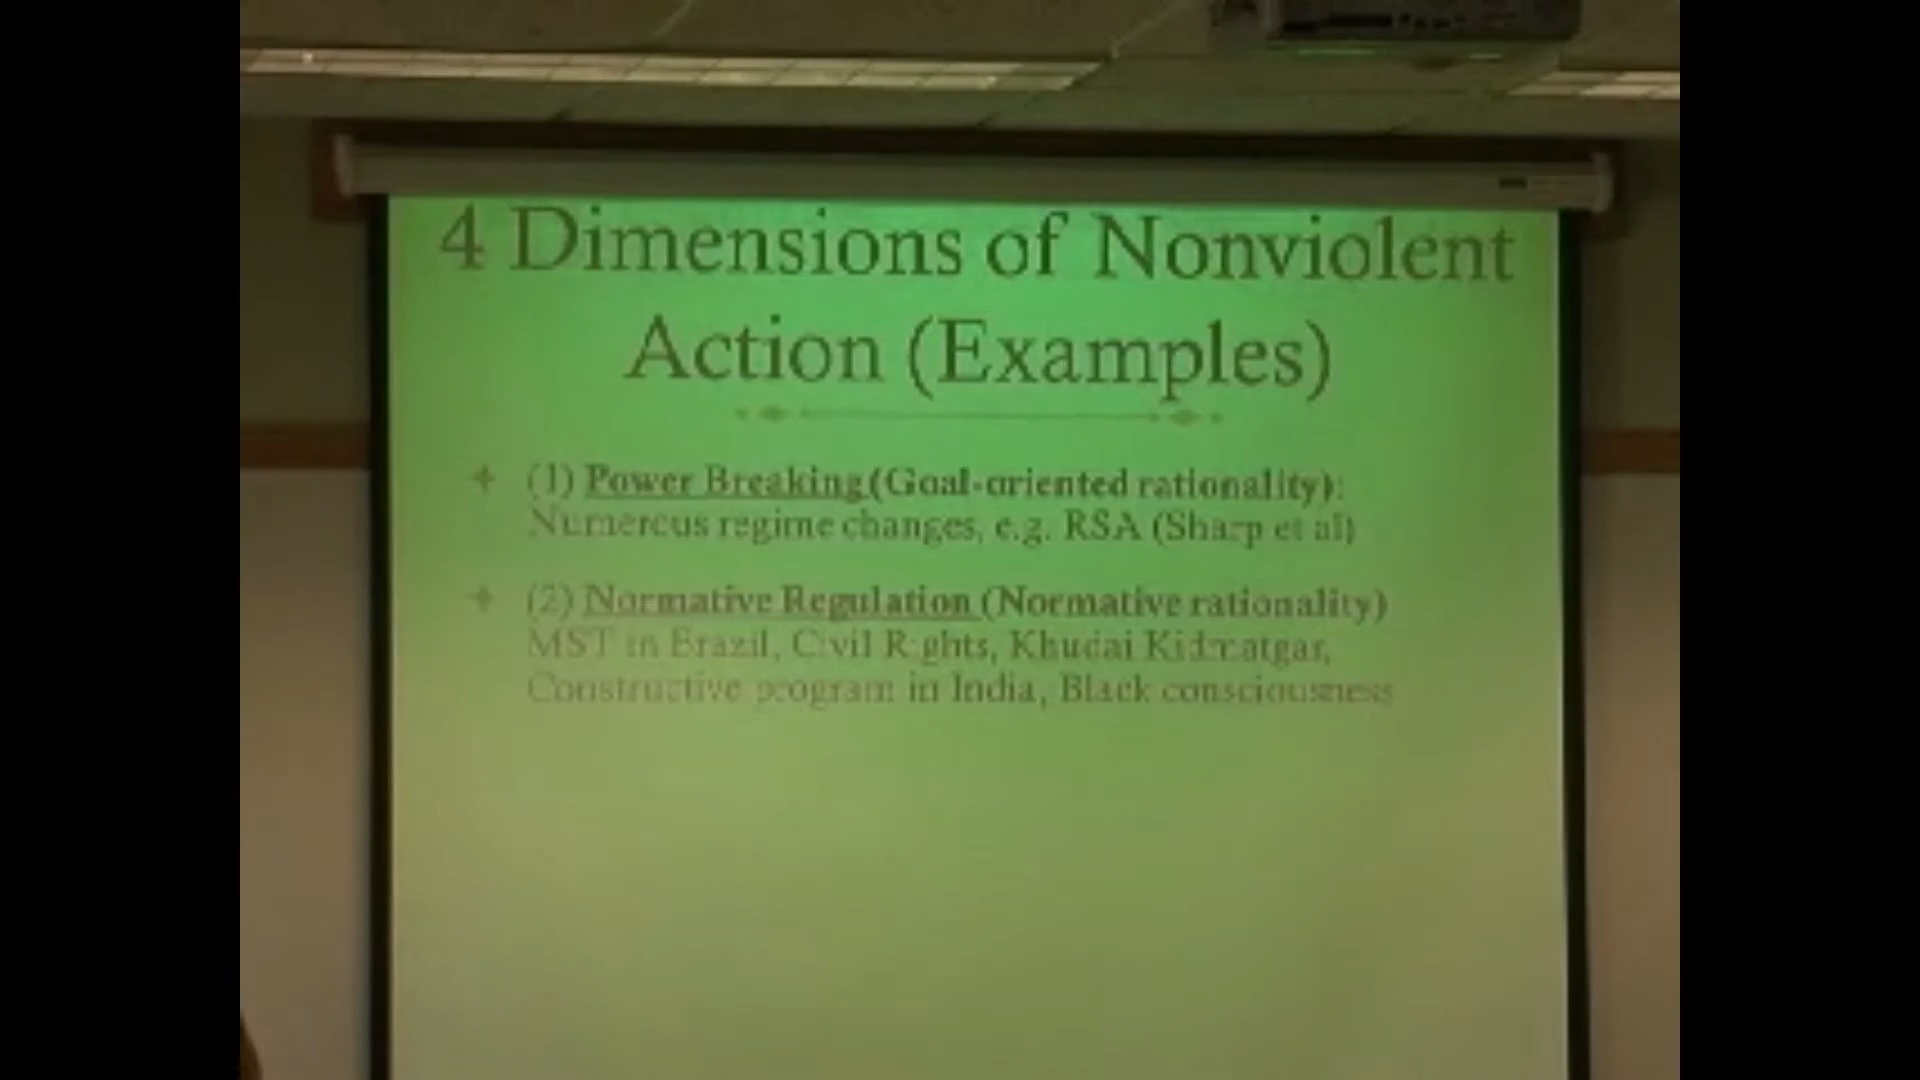 4 Dimensions of Nonviolent
Action (Examples)
(1) Power Breaking (Goal-oriented rationality):
Numerous regime changes, e.g. RSA (Sharp et al)
(2) Normative Regulation (Normative rationality)
MST in Brazil, Civil Rights, Khudai Kidmatgar,
Constructive program in India, Black consciousness